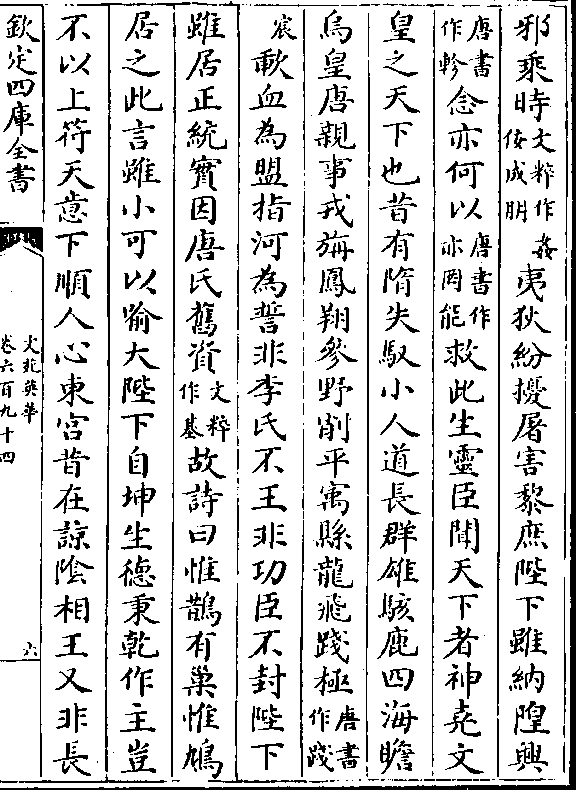 邪乘時文粹作姦佞成朋夷狄紛擾屠害黎庶陛下雖納隍興
唐書作軫念亦何以唐書作亦罔能救此生靈臣聞天下者神堯文
皇之天下也昔有隋失馭小人道長群雄駭鹿四海瞻
烏皇唐親事戎旃鳳翔參野削平㝢縣龍飛踐極唐書作踐
宸歃血為盟指河為誓非李氏不王非功臣不封陛下
雖居正統實因唐氏舊資文粹作基故詩曰惟鵲有巢惟鳩
居之此言雖小可以喻大陛下自坤生德乘乾作主豈
不以上符天意下順人心東宮昔在諒陰相王又非長
欽定四庫全書
文苑英華
卷六百九十四
六